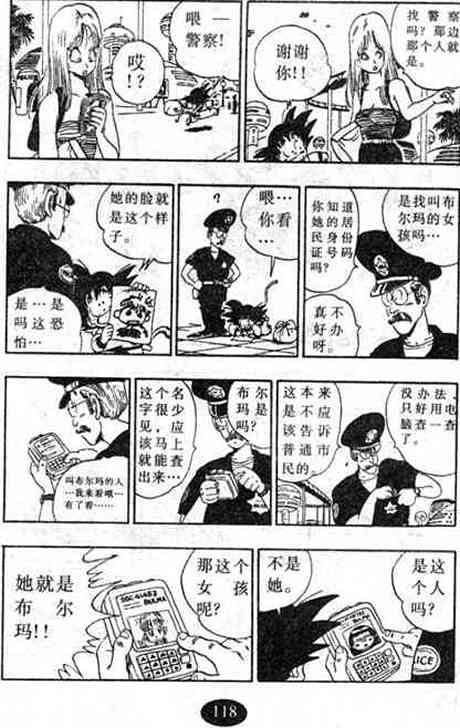 找警察
吗？那边
那个人就
是。
谢谢
你!!
喂—
警察!
哎
!?
是找叫布
尔玛的女
孩吗…
你知道
她的居
民身份
证号码
吗?
真不
好办
呀。
喂…
你看
…
?
她的脸就
是这个样
子。
是…是
吗这恐
怕…
没办法,
只好用电
脑查一查
了。
这本来
是不应
该告诉
普通市
民的。
是布尔
玛吗?
这个名
字很少
见,应
该马上
就能查
出来…
叫布尔玛的人
…我来看喂…
有了看……
是这
个人
吗?
不是
她。
ICE
那这个
女孩
呢?
她就是
布尔
玛!!
118